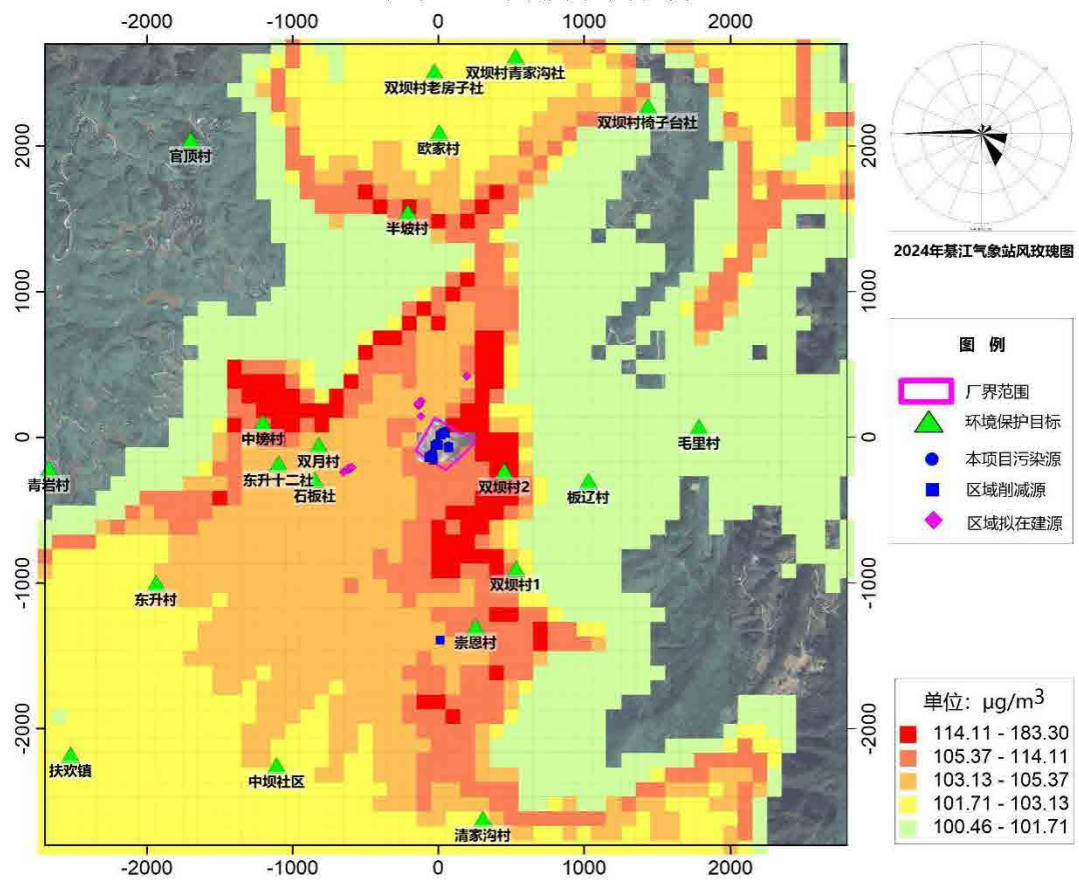 -2000 -1000 0 1000 2000
2000
1000
0
-1000
-2000
2000
1000
0
-1000
-2000
双坝村青家沟社
双坝村老房子社
双坝村椅子台社
官顶村
欧家村
半坡村
中塝村
双月村
毛里村
青岩村
东升十二社
石板社
双坝村2
板辽村
东升村
双坝村1
崇恩村
扶欢镇
中坝社区
清家沟村
-2000 -1000 0 1000 2000
2024年綦江气象站风玫瑰图
图 例
厂界范围
环境保护目标
本项目污染源
区域削减源
区域拟在建源
单位：μg/m³
114.11 - 183.30
105.37 - 114.11
103.13 - 105.37
101.71 - 103.13
100.46 - 101.71